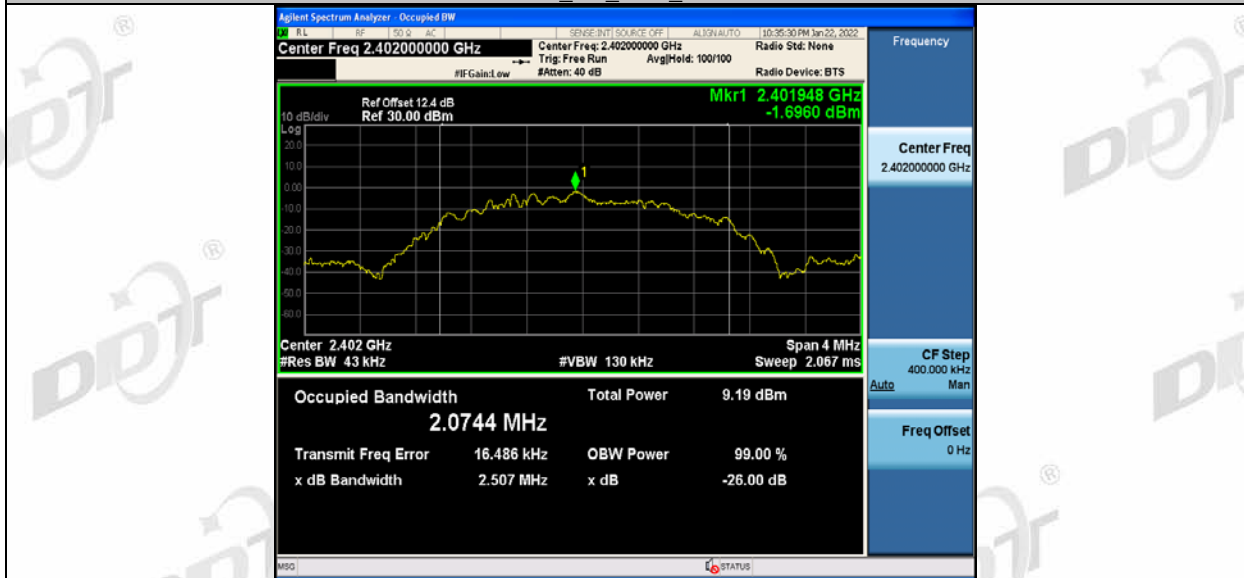 Agilent Spectrum Analyzer - Occupied BW
RL RF 50 Ω AC SENSE:INT SOURCE OFF ALIGN AUTO 10:35:30 PM Jan 22, 2022
Center Freq 2.402000000 GHz
Center Freq: 2.402000000 GHz
Radio Std: None
Trig: Free Run Avg|Hold: 100/100
#IFGain:Low #Atten: 40 dB Radio Device: BTS
Frequency
Mkr1 2.401948 GHz
-1.6960 dBm
Ref Offset 12.4 dB
10 dB/div Ref 30.00 dBm
Log
20.0
10.0
0.00
-10.0
-20.0
-30.0
-40.0
-50.0
-60.0
1
Center Freq
2.402000000 GHz
Center 2.402 GHz Span 4 MHz
#Res BW 43 kHz #VBW 130 kHz Sweep 2.067 ms
CF Step
400.000 kHz
Auto Man
Occupied Bandwidth Total Power 9.19 dBm
2.0744 MHz
Transmit Freq Error 16.486 kHz OBW Power 99.00 %
x dB Bandwidth 2.507 MHz x dB -26.00 dB
Freq Offset
0 Hz
MSG STATUS
DDT ®
DDT ®
DDT
DDT
DDT ®